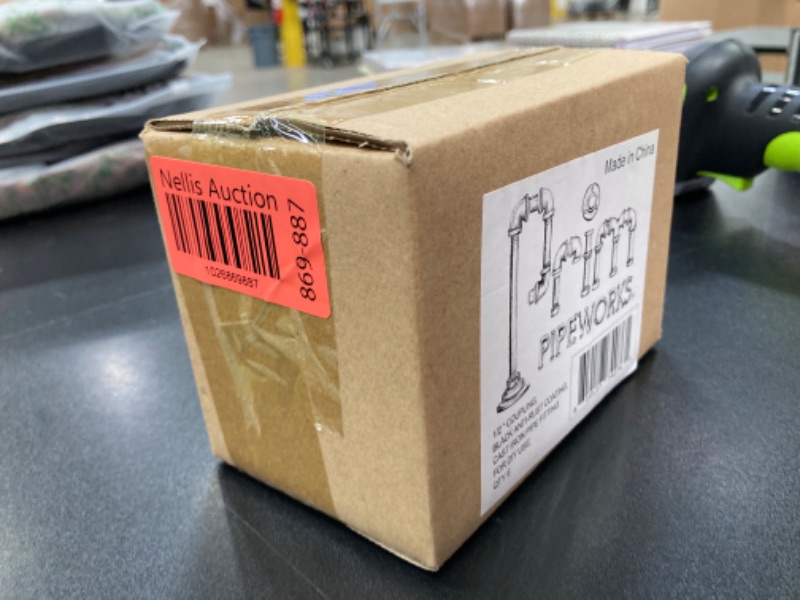 Nellis Auction
1026869887
869-887
Made in China
PIPEWORKS
1/2" COUPLING,
BLACK ANTI-RUST COATING,
CAST IRON PIPE FITTING
FOR DIY USE,
QTY 6